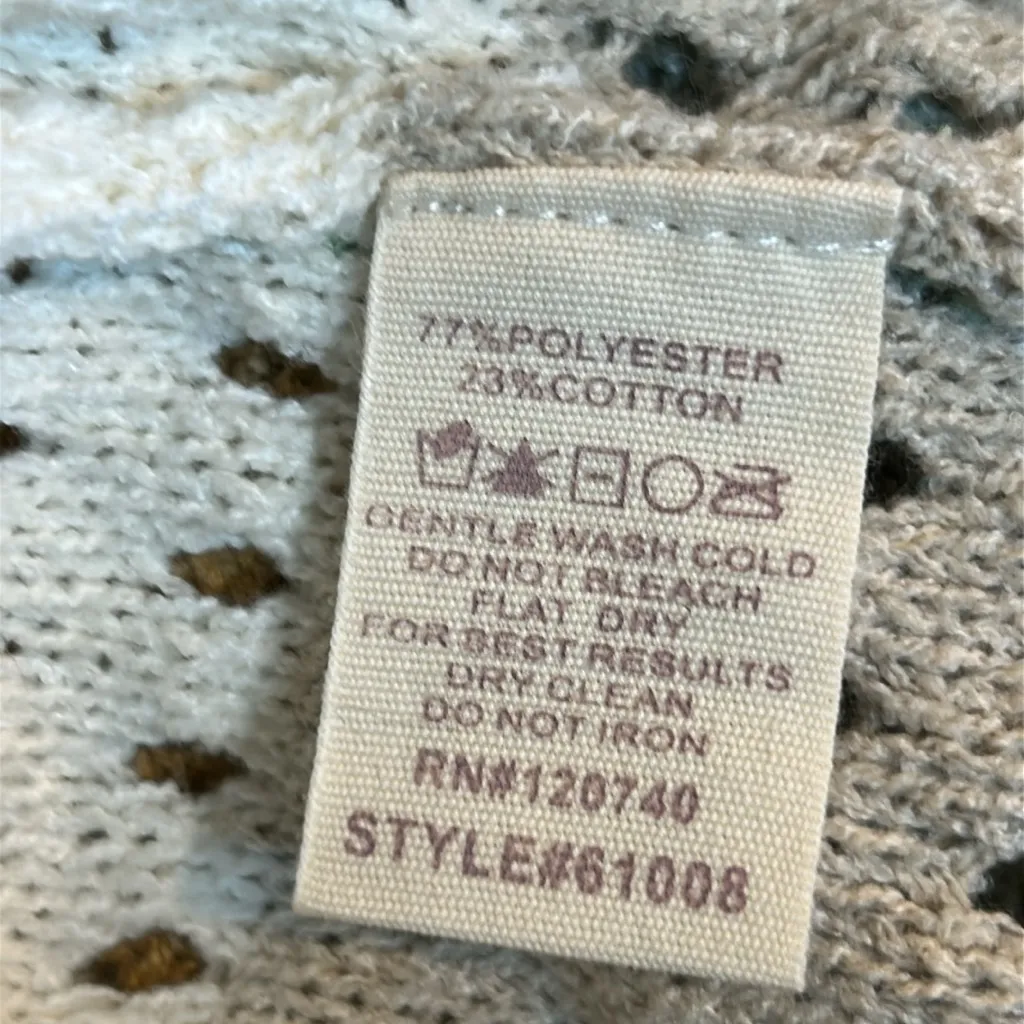 77%POLYESTER
23%COTTON
GENTLE WASH COLD
DO NOT BLEACH
FLAT DRY
FOR BEST RESULTS
DRY CLEAN
DO NOT IRON
RN#120740
STYLE#61008